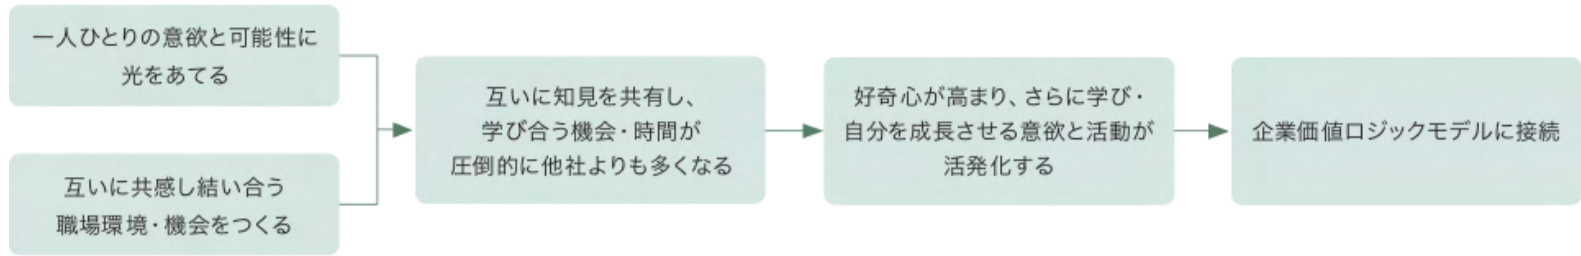 一人ひとりの意欲と可能性に
光をあてる
互いに共感し結い合う
職場環境・機会をつくる
互いに知見を共有し、
学び合う機会・時間が
圧倒的に他社よりも多くなる
好奇心が高まり、さらに学び・
自分を成長させる意欲と活動が
活発化する
企業価値ロジックモデルに接続